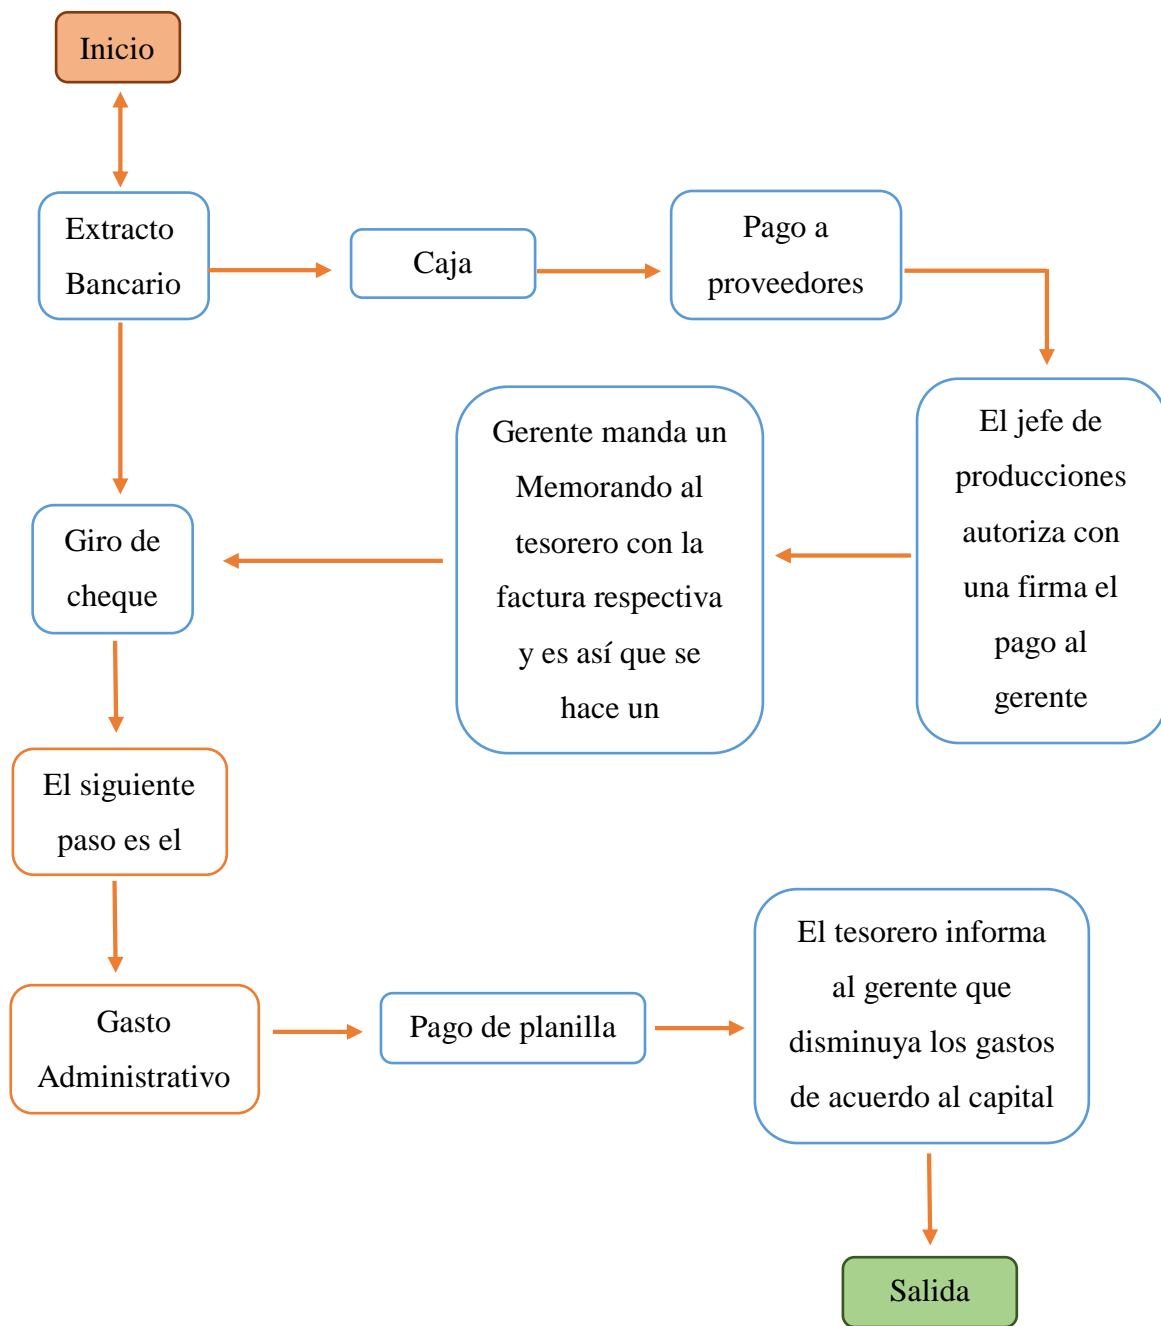 Inicio
Extracto
Bancario
Caja
Pago a
proveedores
El jefe de
producciones
autoriza con
una firma el
pago al
gerente
Gerente manda un
Memorando al
tesorero con la
factura respectiva
y es así que se
hace un
Giro de
cheque
El siguiente
paso es el
Gasto
Administrativo
Pago de planilla
El tesorero informa
al gerente que
disminuya los gastos
de acuerdo al capital
Salida